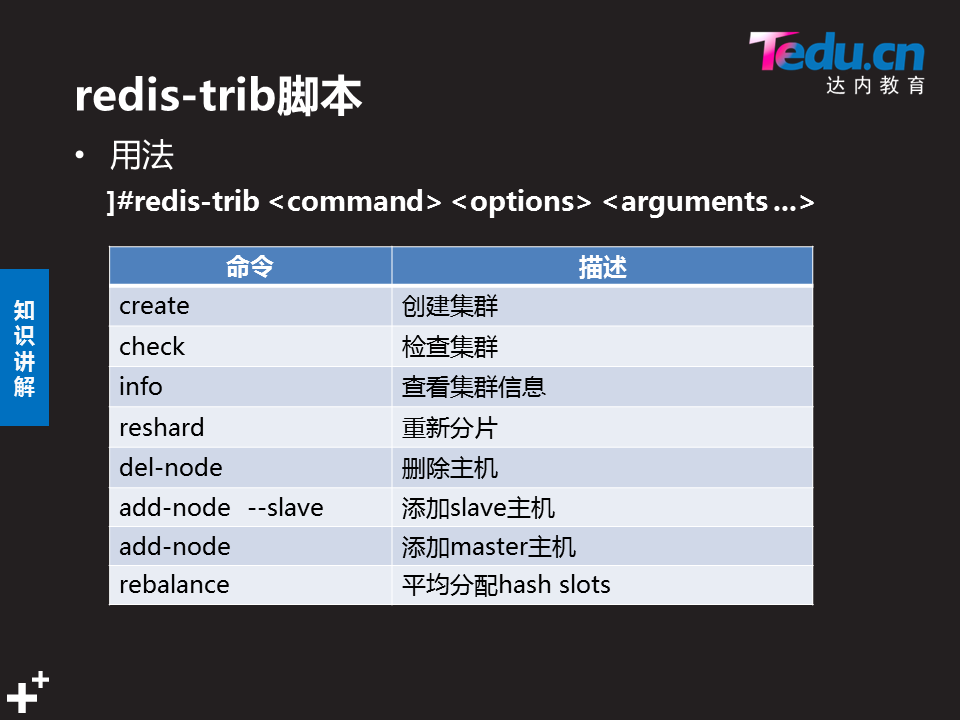 Tedu.cn
达内教育
redis-trib脚本
• 用法
]#redis-trib <command> <options> <arguments ...>
知识讲解
命令 描述
create 创建集群
check 检查集群
info 查看集群信息
reshard 重新分片
del-node 删除主机
add-node --slave 添加slave主机
add-node 添加master主机
rebalance 平均分配hash slots